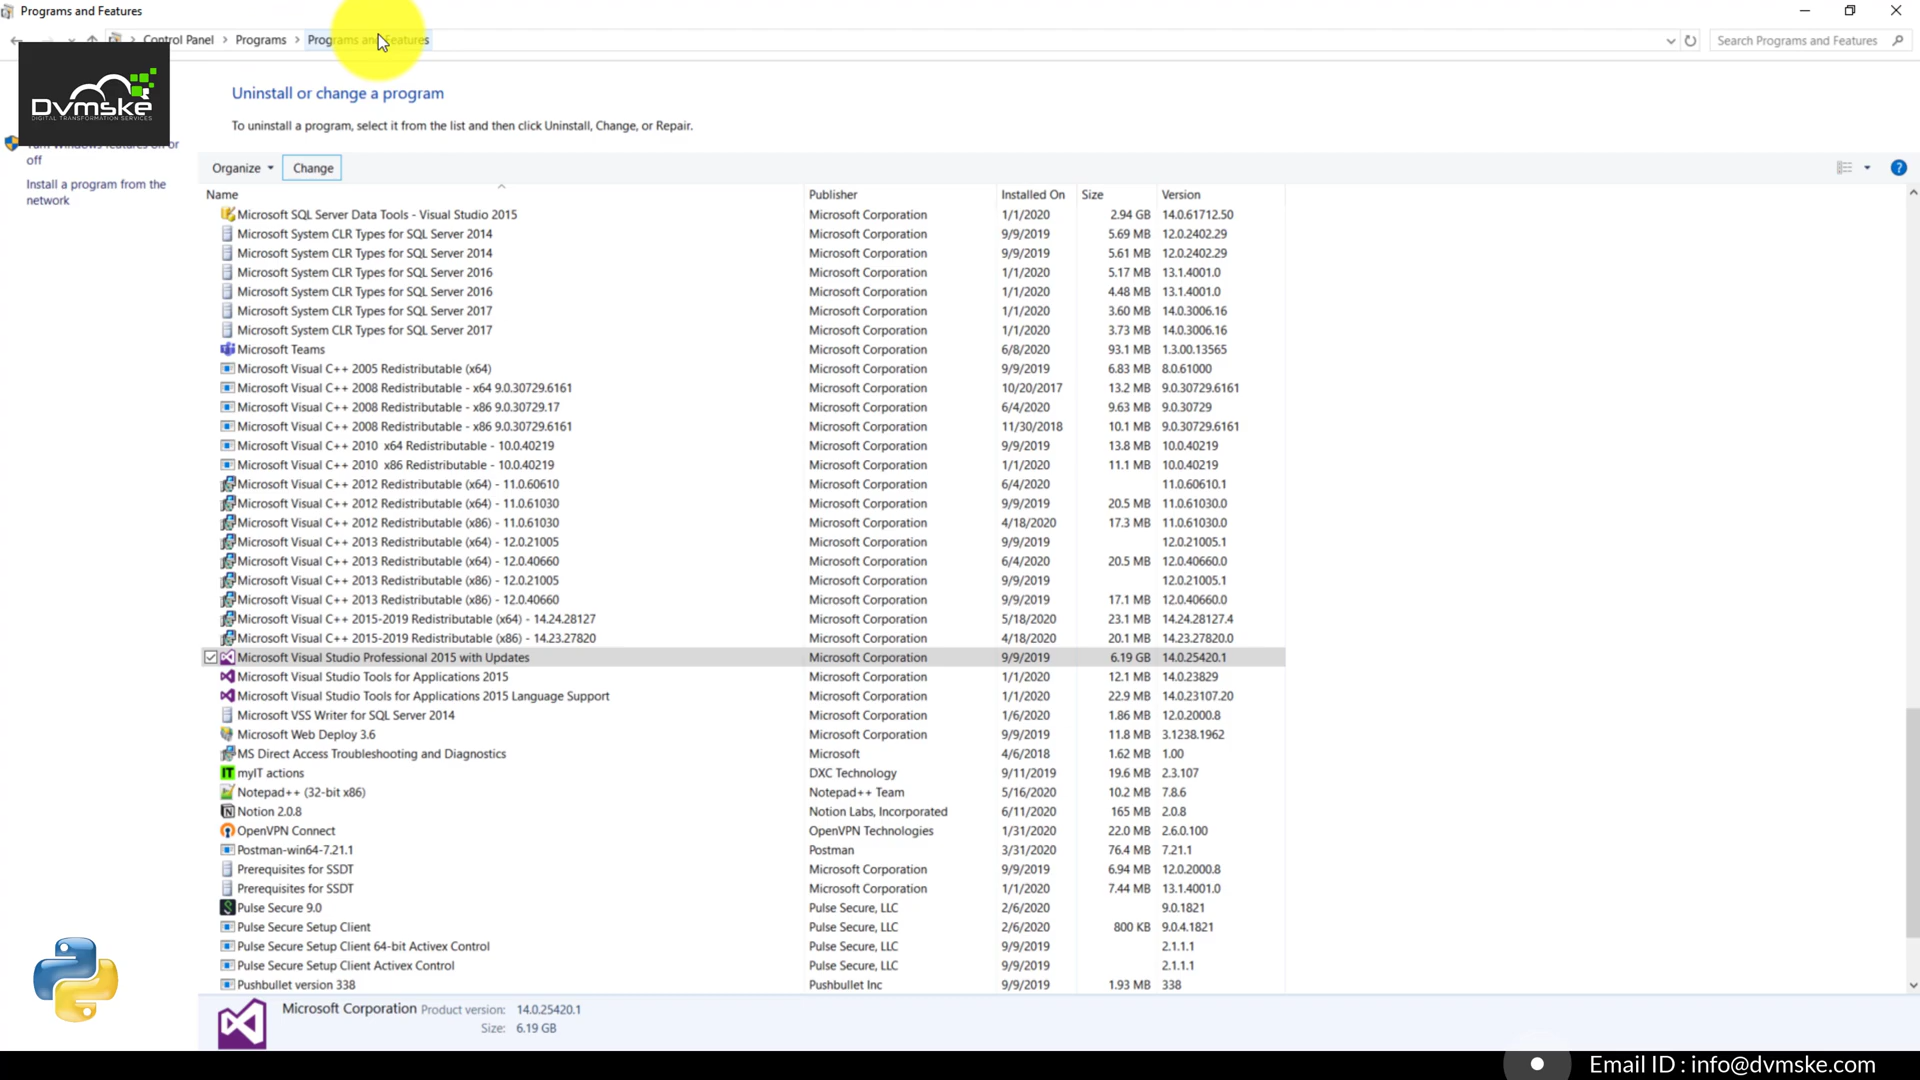 Programs and Features
Control Panel > Programs > Programs and Features
Search Programs and Features
Dvmske
DIGITAL TRANSFORMATION SERVICES
Turn Windows features on or
off
Install a program from the
network
Uninstall or change a program
To uninstall a program, select it from the list and then click Uninstall, Change, or Repair.
Organize Change
Name Publisher Installed On Size Version
Microsoft SQL Server Data Tools - Visual Studio 2015 Microsoft Corporation 1/1/2020 2.94 GB 14.0.61712.50
Microsoft System CLR Types for SQL Server 2014 Microsoft Corporation 9/9/2019 5.69 MB 12.0.2402.29
Microsoft System CLR Types for SQL Server 2014 Microsoft Corporation 9/9/2019 5.61 MB 12.0.2402.29
Microsoft System CLR Types for SQL Server 2016 Microsoft Corporation 1/1/2020 5.17 MB 13.1.4001.0
Microsoft System CLR Types for SQL Server 2016 Microsoft Corporation 1/1/2020 4.48 MB 13.1.4001.0
Microsoft System CLR Types for SQL Server 2017 Microsoft Corporation 1/1/2020 3.60 MB 14.0.3006.16
Microsoft System CLR Types for SQL Server 2017 Microsoft Corporation 1/1/2020 3.73 MB 14.0.3006.16
Microsoft Teams Microsoft Corporation 6/8/2020 93.1 MB 1.3.00.13565
Microsoft Visual C++ 2005 Redistributable (x64) Microsoft Corporation 9/9/2019 6.83 MB 8.0.61000
Microsoft Visual C++ 2008 Redistributable - x64 9.0.30729.6161 Microsoft Corporation 10/20/2017 13.2 MB 9.0.30729.6161
Microsoft Visual C++ 2008 Redistributable - x86 9.0.30729.17 Microsoft Corporation 6/4/2020 9.63 MB 9.0.30729
Microsoft Visual C++ 2008 Redistributable - x86 9.0.30729.6161 Microsoft Corporation 11/30/2018 10.1 MB 9.0.30729.6161
Microsoft Visual C++ 2010 x64 Redistributable - 10.0.40219 Microsoft Corporation 9/9/2019 13.8 MB 10.0.40219
Microsoft Visual C++ 2010 x86 Redistributable - 10.0.40219 Microsoft Corporation 1/1/2020 11.1 MB 10.0.40219
Microsoft Visual C++ 2012 Redistributable (x64) - 11.0.60610 Microsoft Corporation 6/4/2020 11.0.60610.1
Microsoft Visual C++ 2012 Redistributable (x64) - 11.0.61030 Microsoft Corporation 9/9/2019 20.5 MB 11.0.61030.0
Microsoft Visual C++ 2012 Redistributable (x86) - 11.0.61030 Microsoft Corporation 4/18/2020 17.3 MB 11.0.61030.0
Microsoft Visual C++ 2013 Redistributable (x64) - 12.0.21005 Microsoft Corporation 9/9/2019 12.0.21005.1
Microsoft Visual C++ 2013 Redistributable (x64) - 12.0.40660 Microsoft Corporation 6/4/2020 20.5 MB 12.0.40660.0
Microsoft Visual C++ 2013 Redistributable (x86) - 12.0.21005 Microsoft Corporation 9/9/2019 12.0.21005.1
Microsoft Visual C++ 2013 Redistributable (x86) - 12.0.40660 Microsoft Corporation 9/9/2019 17.1 MB 12.0.40660.0
Microsoft Visual C++ 2015-2019 Redistributable (x64) - 14.24.28127 Microsoft Corporation 5/18/2020 23.1 MB 14.24.28127.4
Microsoft Visual C++ 2015-2019 Redistributable (x86) - 14.23.27820 Microsoft Corporation 4/18/2020 20.1 MB 14.23.27820.0
Microsoft Visual Studio Professional 2015 with Updates Microsoft Corporation 9/9/2019 6.19 GB 14.0.25420.1
Microsoft Visual Studio Tools for Applications 2015 Microsoft Corporation 1/1/2020 12.1 MB 14.0.23829
Microsoft Visual Studio Tools for Applications 2015 Language Support Microsoft Corporation 1/1/2020 22.9 MB 14.0.23107.20
Microsoft VSS Writer for SQL Server 2014 Microsoft Corporation 1/6/2020 1.86 MB 12.0.2000.8
Microsoft Web Deploy 3.6 Microsoft Corporation 9/9/2019 11.8 MB 3.1238.1962
MS Direct Access Troubleshooting and Diagnostics Microsoft 4/6/2018 1.62 MB 1.00
myIT actions DXC Technology 9/11/2019 19.6 MB 2.3.107
Notepad++ (32-bit x86) Notepad++ Team 5/16/2020 10.2 MB 7.8.6
Notion 2.0.8 Notion Labs, Incorporated 6/11/2020 165 MB 2.0.8
OpenVPN Connect OpenVPN Technologies 1/31/2020 22.0 MB 2.6.0.100
Postman-win64-7.21.1 Postman 3/31/2020 76.4 MB 7.21.1
Prerequisites for SSDT Microsoft Corporation 9/9/2019 6.94 MB 12.0.2000.8
Prerequisites for SSDT Microsoft Corporation 1/1/2020 7.44 MB 13.1.4001.0
Pulse Secure 9.0 Pulse Secure, LLC 2/6/2020 9.0.1821
Pulse Secure Setup Client Pulse Secure, LLC 2/6/2020 800 KB 9.0.4.1821
Pulse Secure Setup Client 64-bit Activex Control Pulse Secure, LLC 9/9/2019 2.1.1.1
Pulse Secure Setup Client Activex Control Pulse Secure, LLC 9/9/2019 2.1.1.1
Pushbullet version 338 Pushbullet Inc 9/9/2019 1.93 MB 338
Microsoft Corporation Product version: 14.0.25420.1
Size: 6.19 GB
Email ID : info@dvmske.com